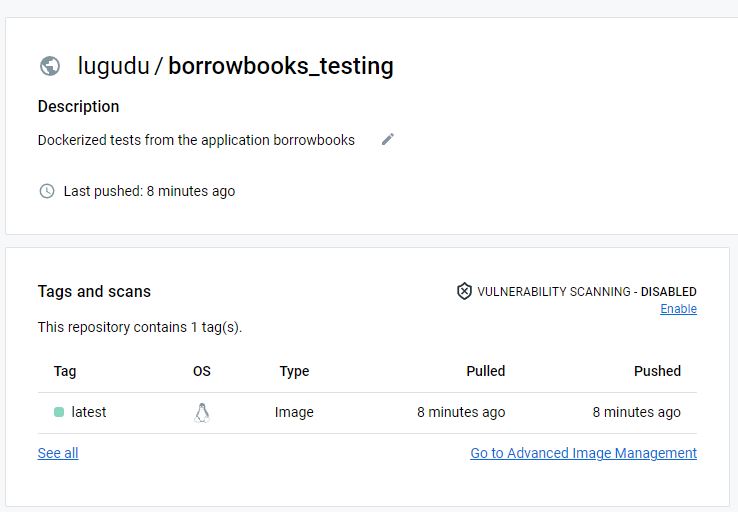 lugudu / borrowbooks_testing
Description
Dockerized tests from the application borrowbooks
Last pushed: 8 minutes ago
Tags and scans
VULNERABILITY SCANNING - DISABLED
Enable
This repository contains 1 tag(s).
Tag OS Type Pulled Pushed
latest Image 8 minutes ago 8 minutes ago
See all Go to Advanced Image Management